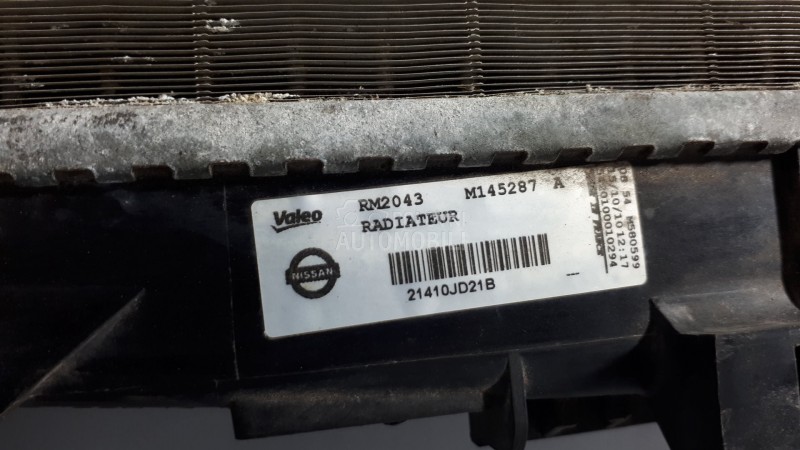 Valeo
RM2043 M145287 A
RADIATEUR
NISSAN
21410JD21B
AUTOMOBILI